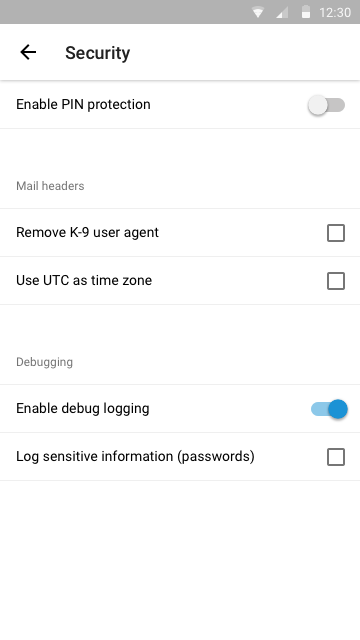 12:30
Security
Enable PIN protection
Mail headers
Remove K-9 user agent
Use UTC as time zone
Debugging
Enable debug logging
Log sensitive information (passwords)